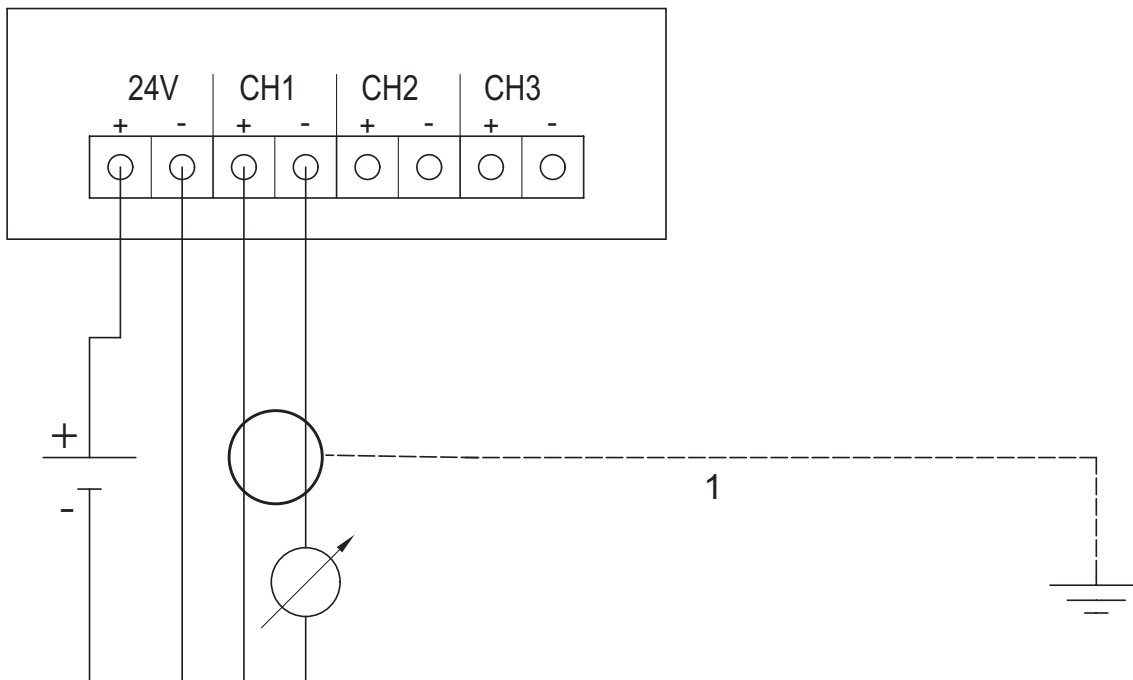 24V CH1 CH2 CH3
+ - + - + - + -
+
-
1